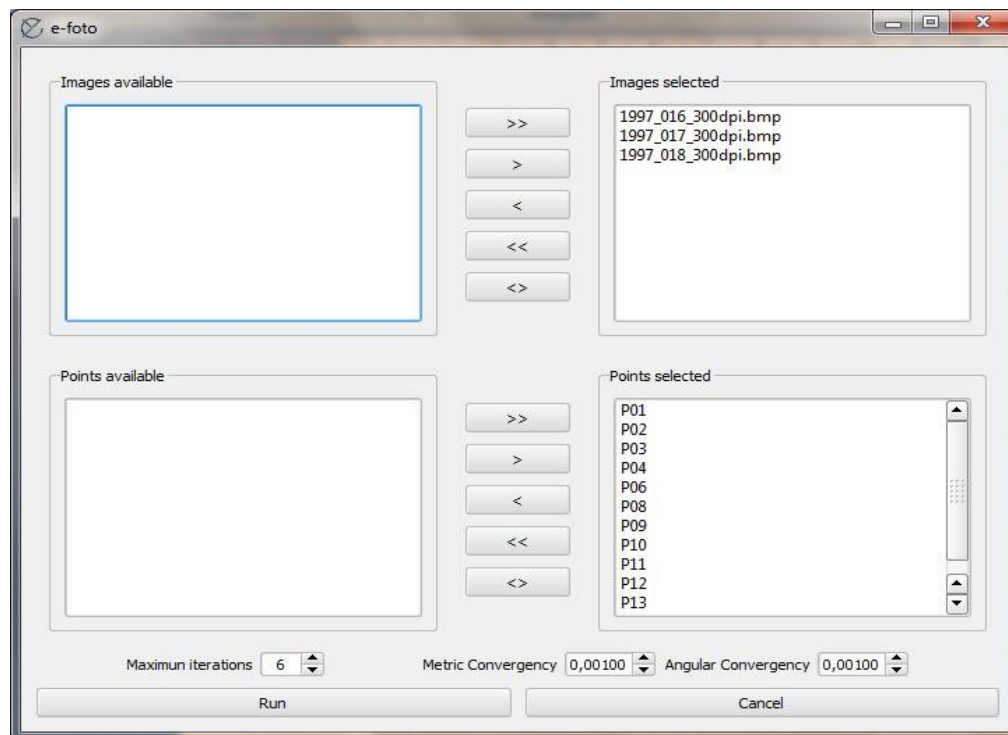 e-foto
Images available
Images selected
>>
>
<
<<
<>
1997_016_300dpi.bmp
1997_017_300dpi.bmp
1997_018_300dpi.bmp
Points available
Points selected
>>
>
<
<<
<>
P01
P02
P03
P04
P06
P08
P09
P10
P11
P12
P13
Maximun iterations 6 Metric Convergency 0,00100 Angular Convergency 0,00100
Run Cancel